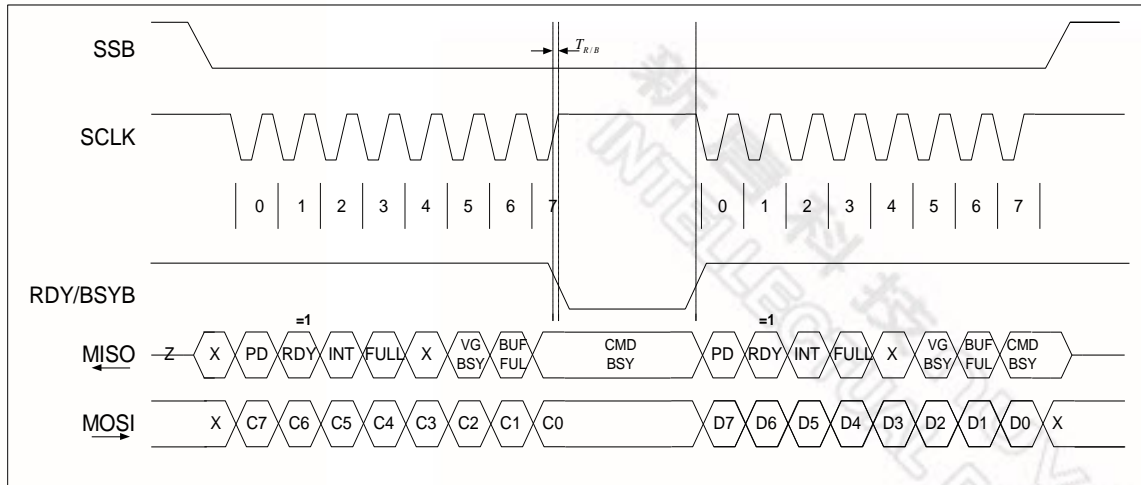 SSB
T R/B
SCLK
0 1 2 3 4 5 6 7 0 1 2 3 4 5 6 7
RDY/BSYB
=1 =1
MISO Z X PD RDY INT FULL X VG BSY BUF FUL CMD BSY PD RDY INT FULL X VG BSY BUF FUL CMD BSY
MOSI X C7 C6 C5 C4 C3 C2 C1 C0 D7 D6 D5 D4 D3 D2 D1 D0 X
科技
INTELLECTUAL